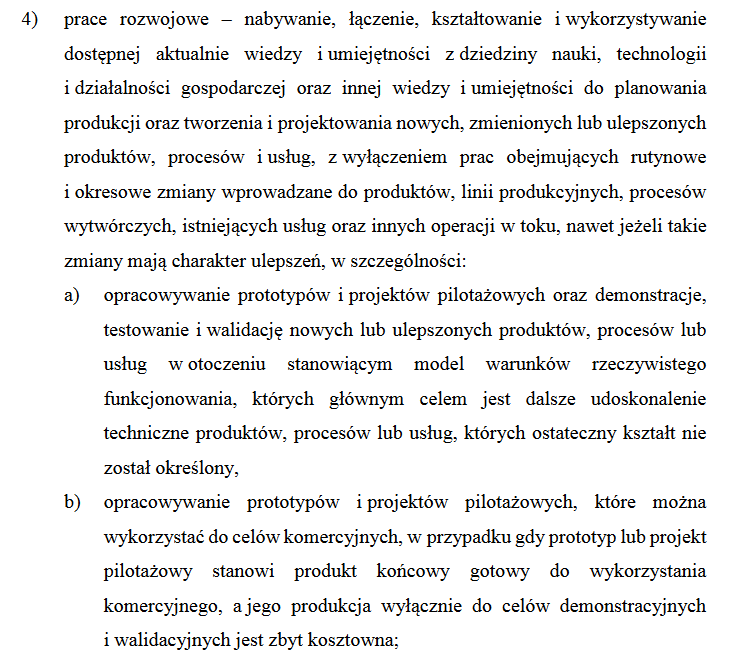 4) prace rozwojowe – nabywanie, łączenie, kształtowanie i wykorzystywanie
dostępnej aktualnie wiedzy i umiejętności z dziedziny nauki, technologii
i działalności gospodarczej oraz innej wiedzy i umiejętności do planowania
produkcji oraz tworzenia i projektowania nowych, zmienionych lub ulepszonych
produktów, procesów i usług, z wyłączeniem prac obejmujących rutynowe
i okresowe zmiany wprowadzane do produktów, linii produkcyjnych, procesów
wytwórczych, istniejących usług oraz innych operacji w toku, nawet jeżeli takie
zmiany mają charakter ulepszeń, w szczególności:
a) opracowywanie prototypów i projektów pilotażowych oraz demonstracje,
testowanie i walidację nowych lub ulepszonych produktów, procesów lub
usług w otoczeniu stanowiącym model warunków rzeczywistego
funkcjonowania, których głównym celem jest dalsze udoskonalenie
techniczne produktów, procesów lub usług, których ostateczny kształt nie
został określony,
b) opracowywanie prototypów i projektów pilotażowych, które można
wykorzystać do celów komercyjnych, w przypadku gdy prototyp lub projekt
pilotażowy stanowi produkt końcowy gotowy do wykorzystania
komercyjnego, a jego produkcja wyłącznie do celów demonstracyjnych
i walidacyjnych jest zbyt kosztowna;